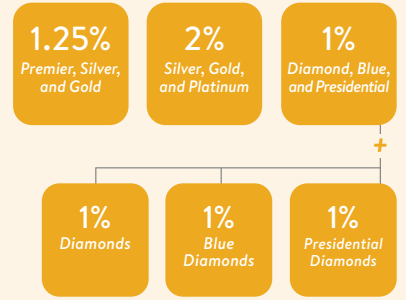 1.25%
Premier, Silver,
and Gold
2%
Silver, Gold,
and Platinum
1%
Diamond, Blue,
and Presidential
+
1%
Diamonds
1%
Blue
Diamonds
1%
Presidential
Diamonds